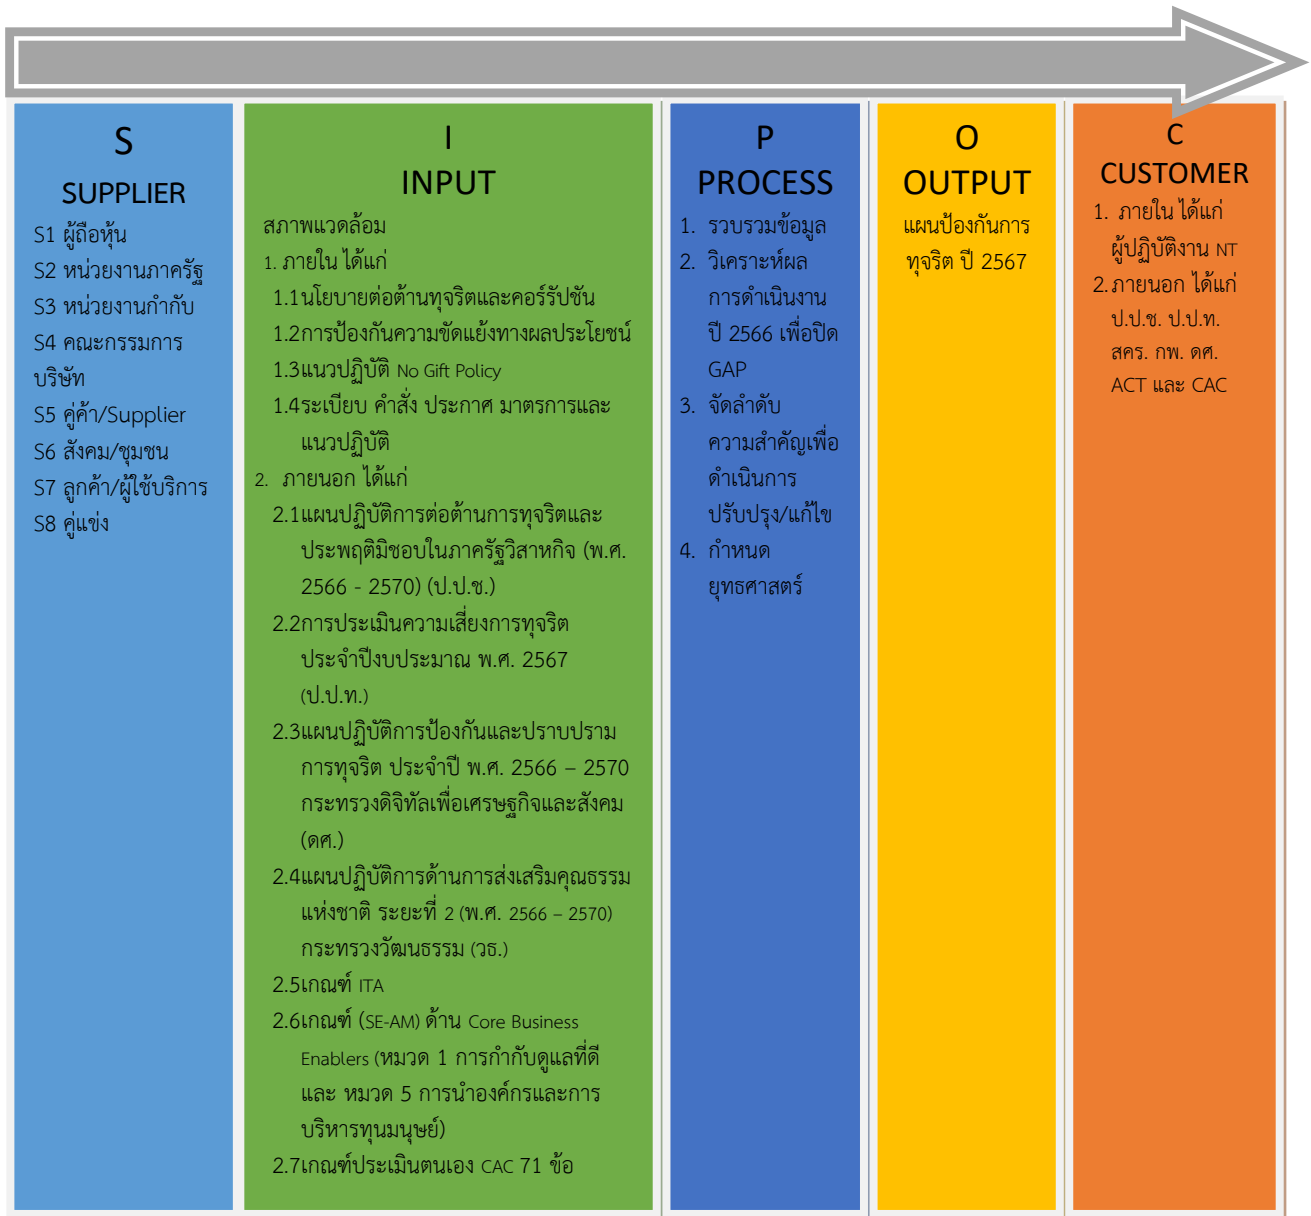 S
SUPPLIER
S1 ผู้ถือหุ้น
S2 หน่วยงานภาครัฐ
S3 หน่วยงานกำกับ
S4 คณะกรรมการ
บริษัท
S5 คู่ค้า/Supplier
S6 สังคม/ชุมชน
S7 ลูกค้า/ผู้ใช้บริการ
S8 คู่แข่ง
I
INPUT
สภาพแวดล้อม
1. ภายใน ได้แก่
1.1นโยบายต่อต้านทุจริตและคอร์รัปชัน
1.2การป้องกันความขัดแย้งทางผลประโยชน์
1.3แนวปฏิบัติ No Gift Policy
1.4ระเบียบ คำสั่ง ประกาศ มาตรการและ
แนวปฏิบัติ
2. ภายนอก ได้แก่
2.1แผนปฏิบัติการต่อต้านการทุจริตและ
ประพฤติมิชอบในภาครัฐวิสาหกิจ (พ.ศ.
2566 - 2570) (ป.ป.ช.)
2.2การประเมินความเสี่ยงการทุจริต
ประจำปีงบประมาณ พ.ศ. 2567
(ป.ป.ท.)
2.3แผนปฏิบัติการป้องกันและปราบปราม
การทุจริต ประจำปี พ.ศ. 2566 – 2570
กระทรวงดิจิทัลเพื่อเศรษฐกิจและสังคม
(ดศ.)
2.4แผนปฏิบัติการด้านการส่งเสริมคุณธรรม
แห่งชาติ ระยะที่ 2 (พ.ศ. 2566 – 2570)
กระทรวงวัฒนธรรม (วธ.)
2.5เกณฑ์ ITA
2.6เกณฑ์ (SE-AM) ด้าน Core Business
Enablers (หมวด 1 การกำกับดูแลที่ดี
และ หมวด 5 การนำองค์กรและการ
บริหารทุนมนุษย์)
2.7เกณฑ์ประเมินตนเอง CAC 71 ข้อ
P
PROCESS
1. รวบรวมข้อมูล
2. วิเคราะห์ผล
การดำเนินงาน
ปี 2566 เพื่อปิด
GAP
3. จัดลำดับ
ความสำคัญเพื่อ
ดำเนินการ
ปรับปรุง/แก้ไข
4. กำหนด
ยุทธศาสตร์
O
OUTPUT
แผนป้องกันการ
ทุจริต ปี 2567
C
CUSTOMER
1. ภายใน ได้แก่
ผู้ปฏิบัติงาน NT
2.ภายนอก ได้แก่
ป.ป.ช. ป.ป.ท.
สคร. กพ. ดศ.
ACT และ CAC